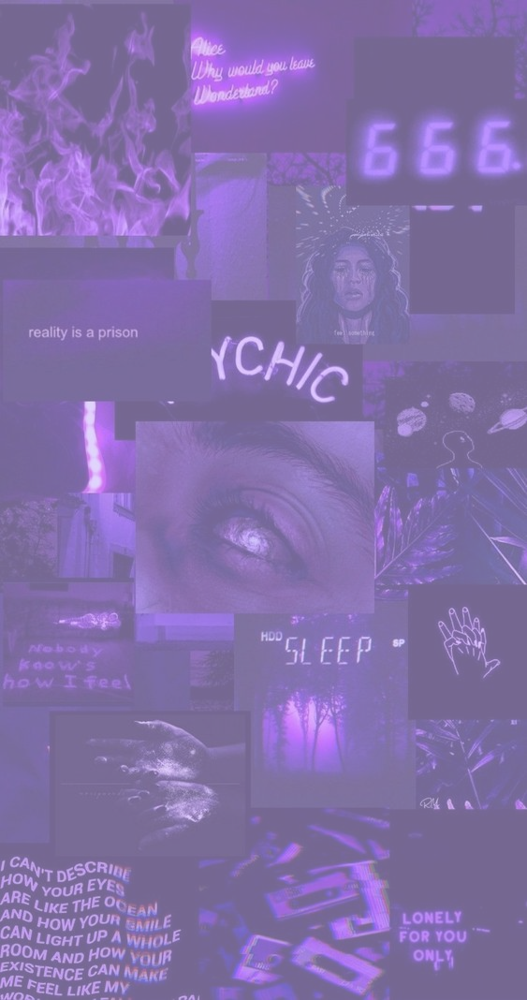 Alice
Why would you leave
Wonderland?
666.
feel something
reality is a prison
YCHIC
Nobody
know's
how I feel
HDD
SLEEP
SP
I CAN'T DESCRIBE
HOW YOUR EYES
ARE LIKE THE OCEAN
AND HOW YOUR SMILE
CAN LIGHT UP A WHOLE
ROOM AND HOW YOUR
EXISTENCE CAN MAKE
ME FEEL LIKE MY
LONELY
FOR YOU
ONLY